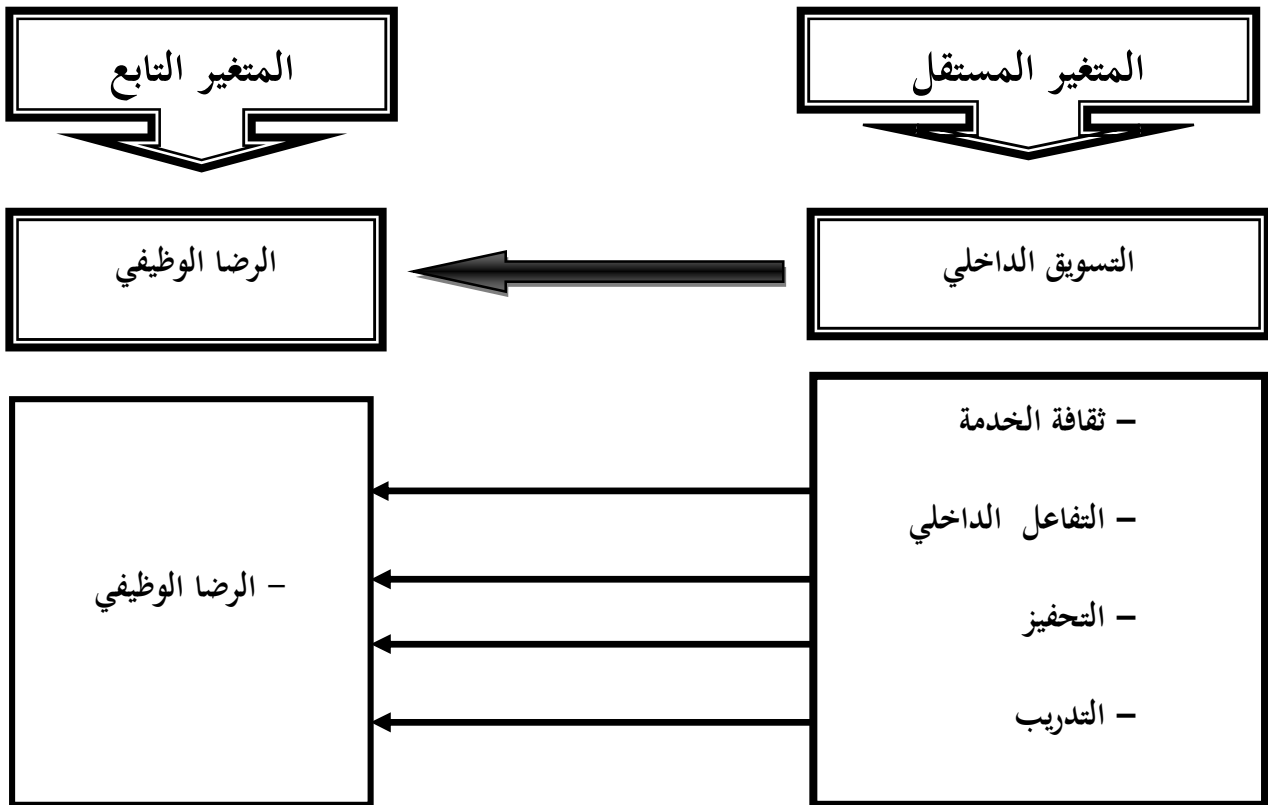 المتغير المستقل
المتغير التابع
التسويق الداخلي
الرضا الوظيفي
– ثقافة الخدمة
– التفاعل الداخلي
– التحفيز
– التدريب
– الرضا الوظيفي